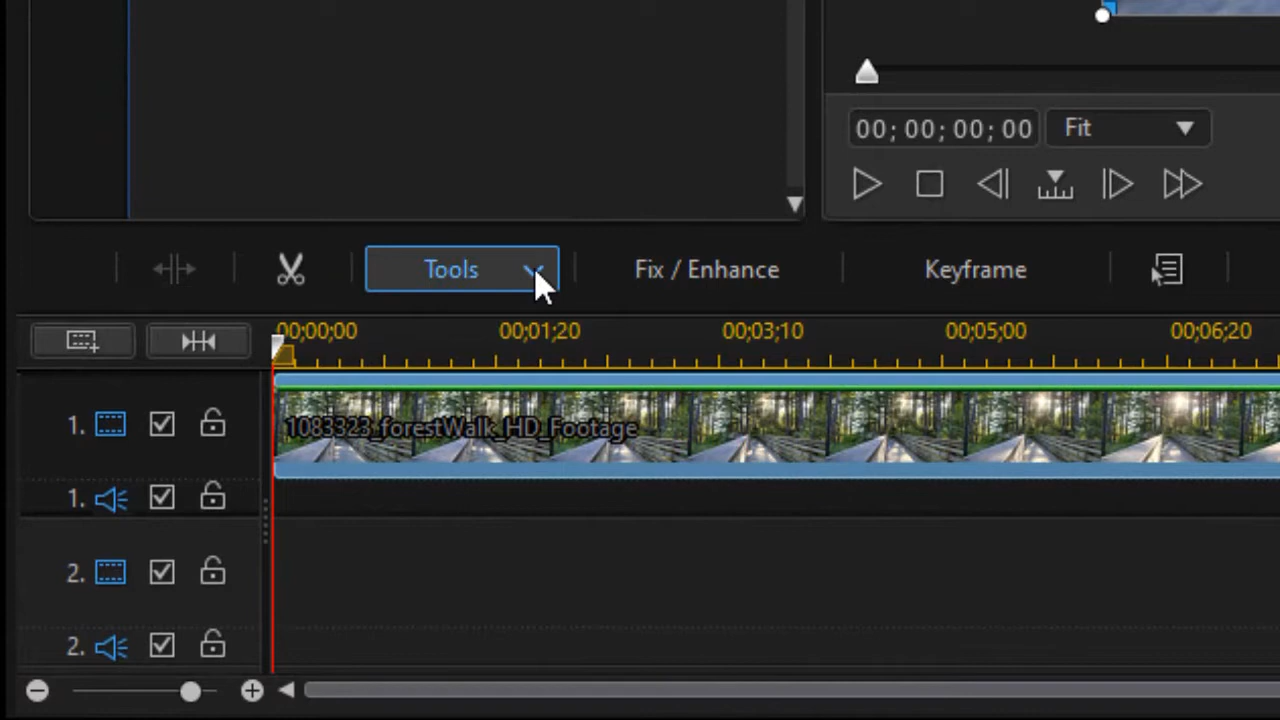 00;00;00;00 Fit
Tools Fix / Enhance Keyframe
00;00;00 00;01;20 00;03;10 00;05;00 00;06;20
1. 1083323_forestWalk_HD_Footage
1.
2.
2.